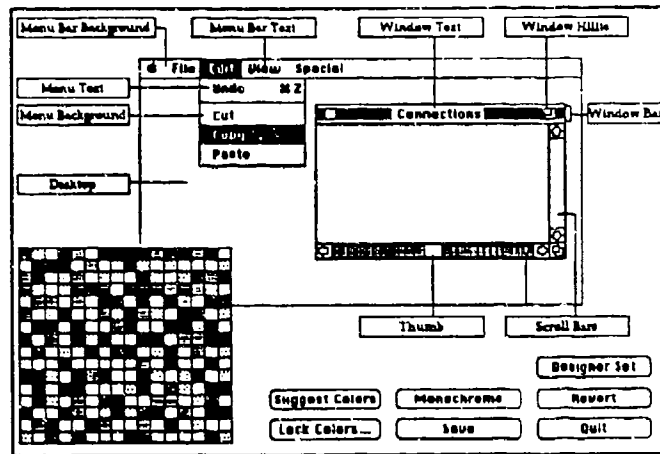 Menu Bar Background
Menu Bar Text
Window Text
Window Hilite
File Edit View Special
Menu Text
Undo ⌘Z
Menu Background
Cut
Connections
Window Bar
Copy
Paste
Desktop
Thumb
Scroll Bars
Designer Set
Suggest Colors
Monochrome
Revert
Lock Colors...
Save
Quit